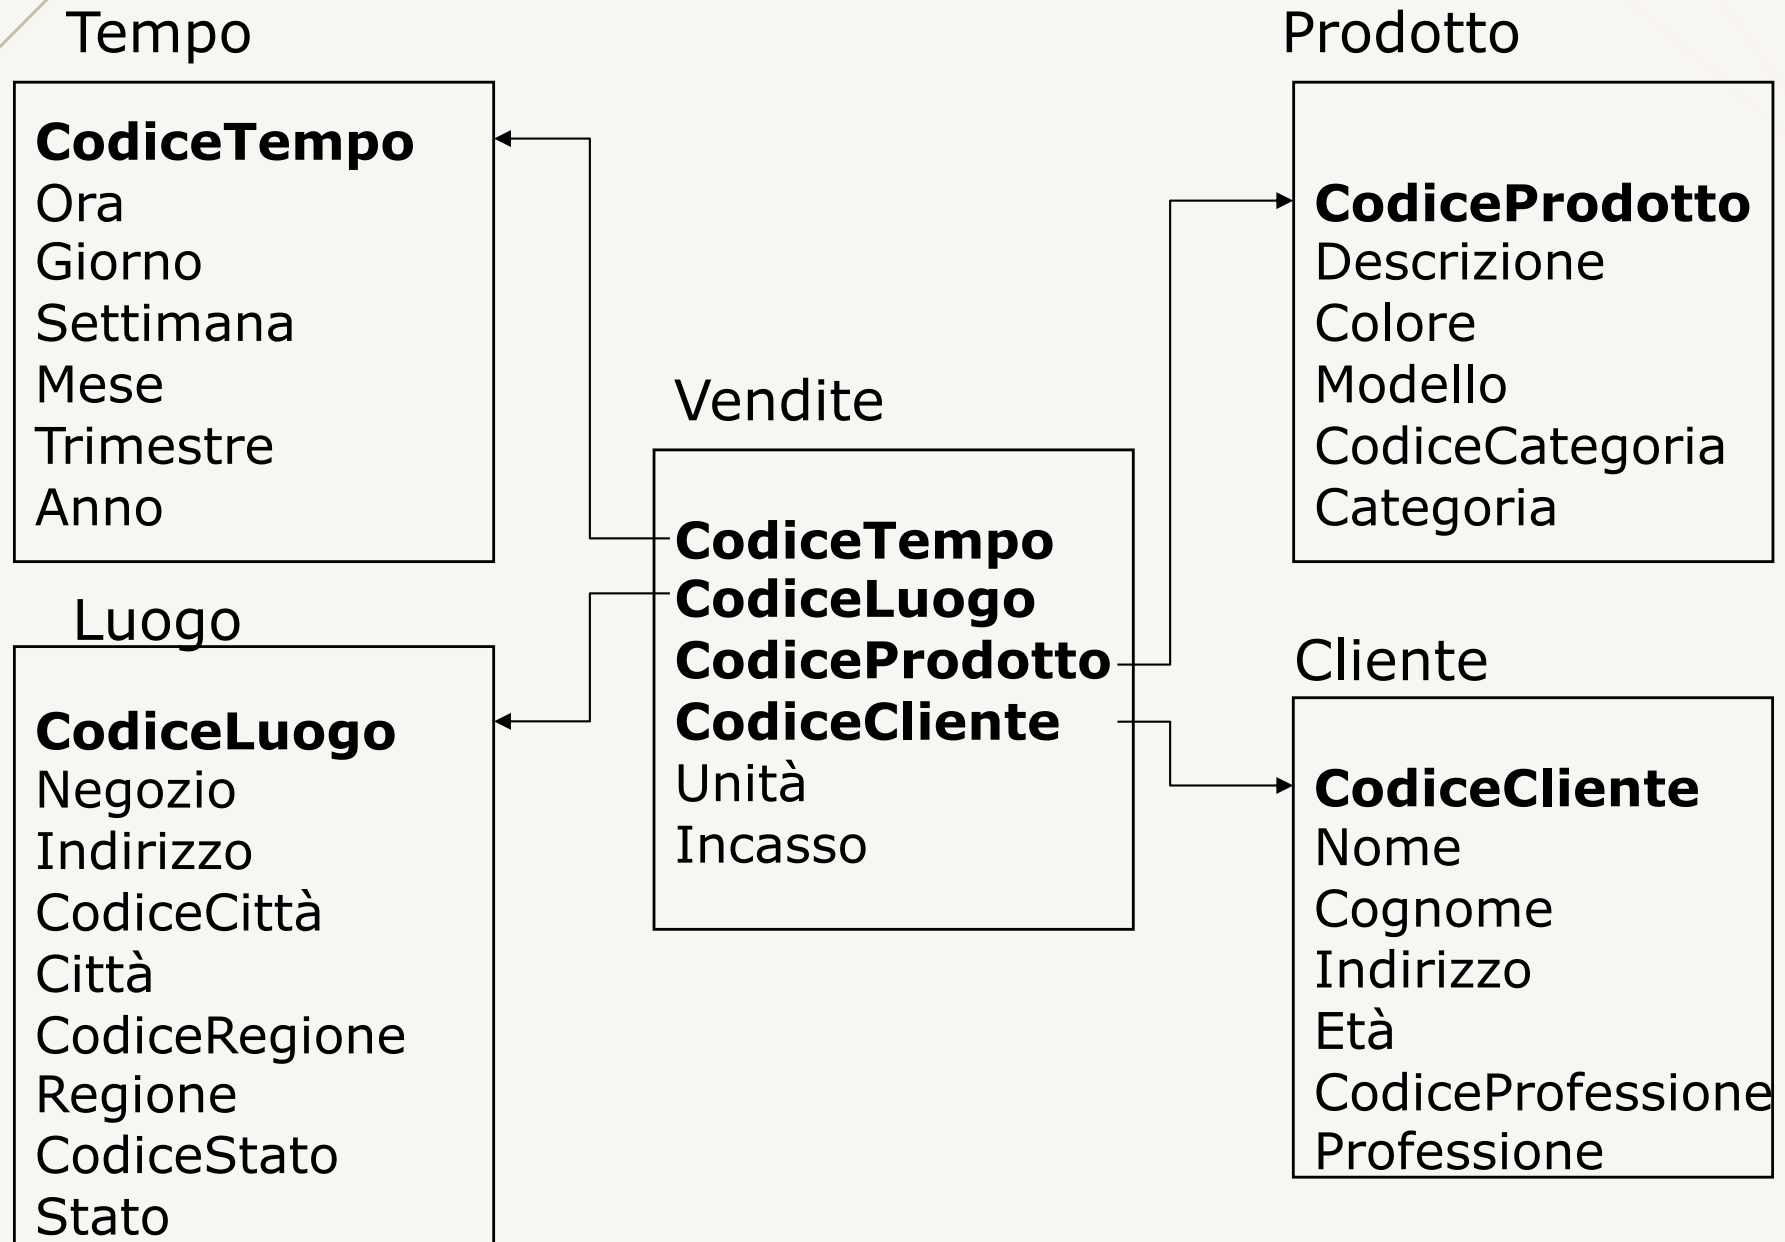 Tempo
CodiceTempo
Ora
Giorno
Settimana
Mese
Trimestre
Anno
Luogo
CodiceLuogo
Negozio
Indirizzo
CodiceCittà
Città
CodiceRegione
Regione
CodiceStato
Stato
Vendite
CodiceTempo
CodiceLuogo
CodiceProdotto
CodiceCliente
Unità
Incasso
Prodotto
CodiceProdotto
Descrizione
Colore
Modello
CodiceCategoria
Categoria
Cliente
CodiceCliente
Nome
Cognome
Indirizzo
Età
CodiceProfessione
Professione